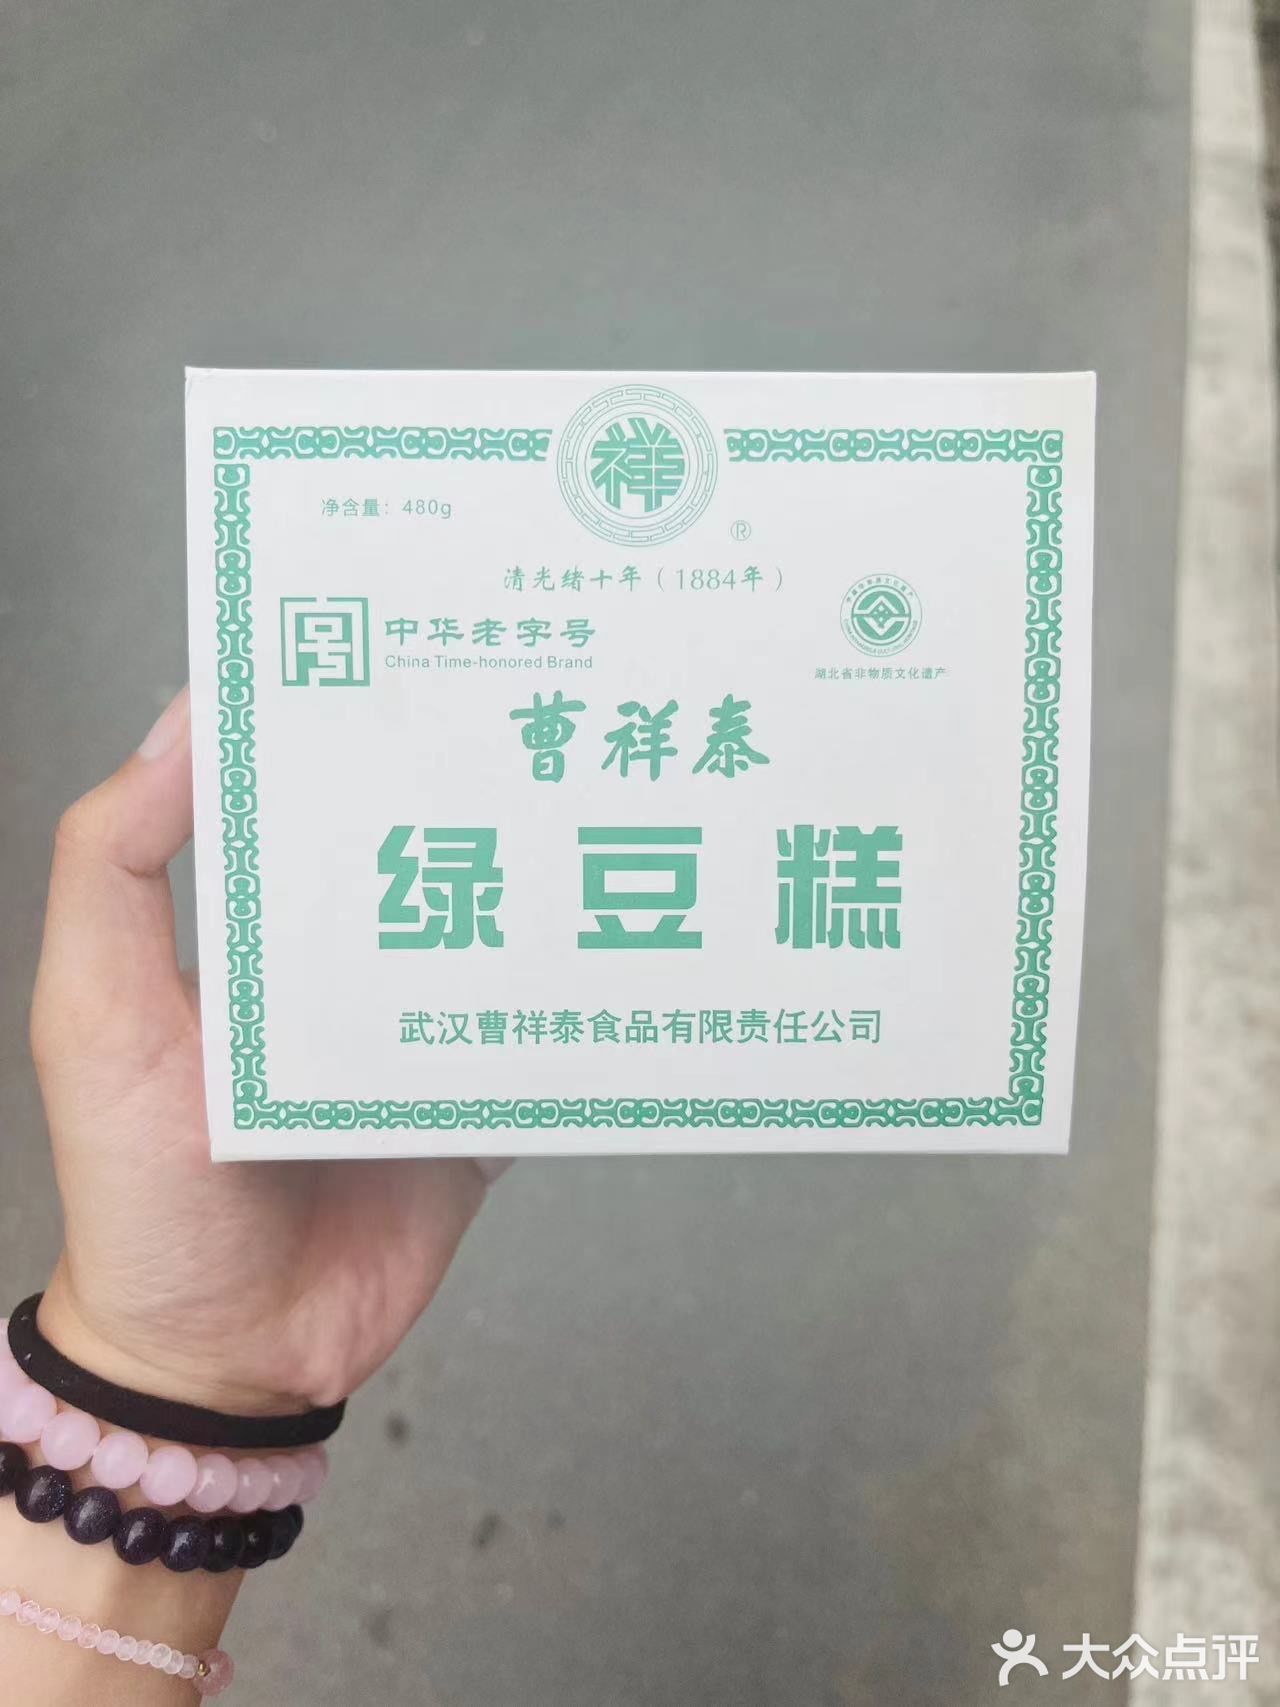 祥
®
净含量：480g
清光绪十年（1884年）
中华老字号
China Time-honored Brand
湖北省非物质文化遗产
曹祥泰
绿豆糕
武汉曹祥泰食品有限责任公司
大众点评